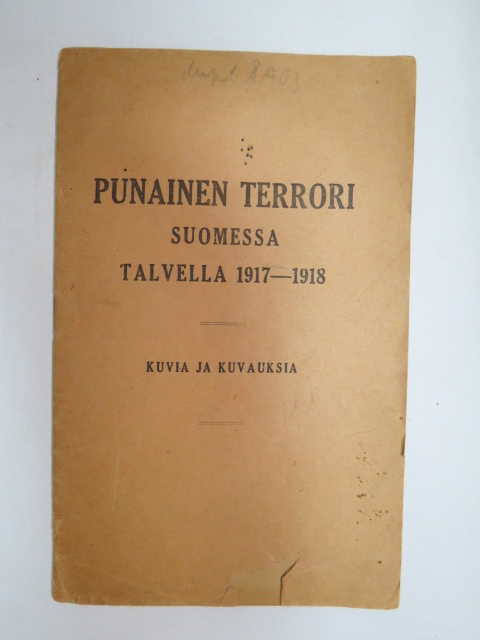 PUNAINEN TERRORI
SUOMESSA
TALVELLA 1917—1918
KUVIA JA KUVAUKSIA